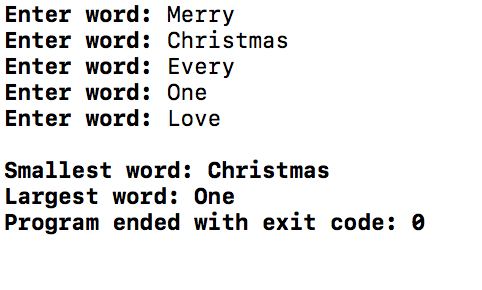 Enter word: Merry
Enter word: Christmas
Enter word: Every
Enter word: One
Enter word: Love
Smallest word: Christmas
Largest word: One
Program ended with exit code: 0